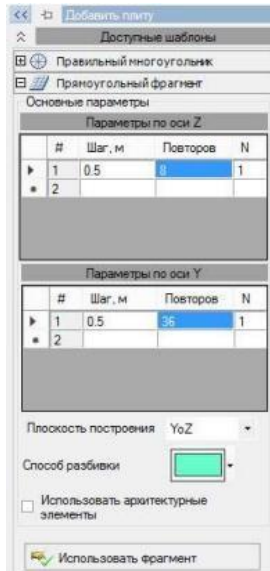 Добавить плиту
Доступные шаблоны
Правильный многоугольник
Прямоугольный фрагмент
Основные параметры
Параметры по оси Z
# Шаг, м Повторов N
1 0.5 8 1
2
Параметры по оси Y
# Шаг, м Повторов N
1 0.5 36 1
2
Плоскость построения YoZ
Способ разбивки
Использовать архитектурные
элементы
Использовать фрагмент